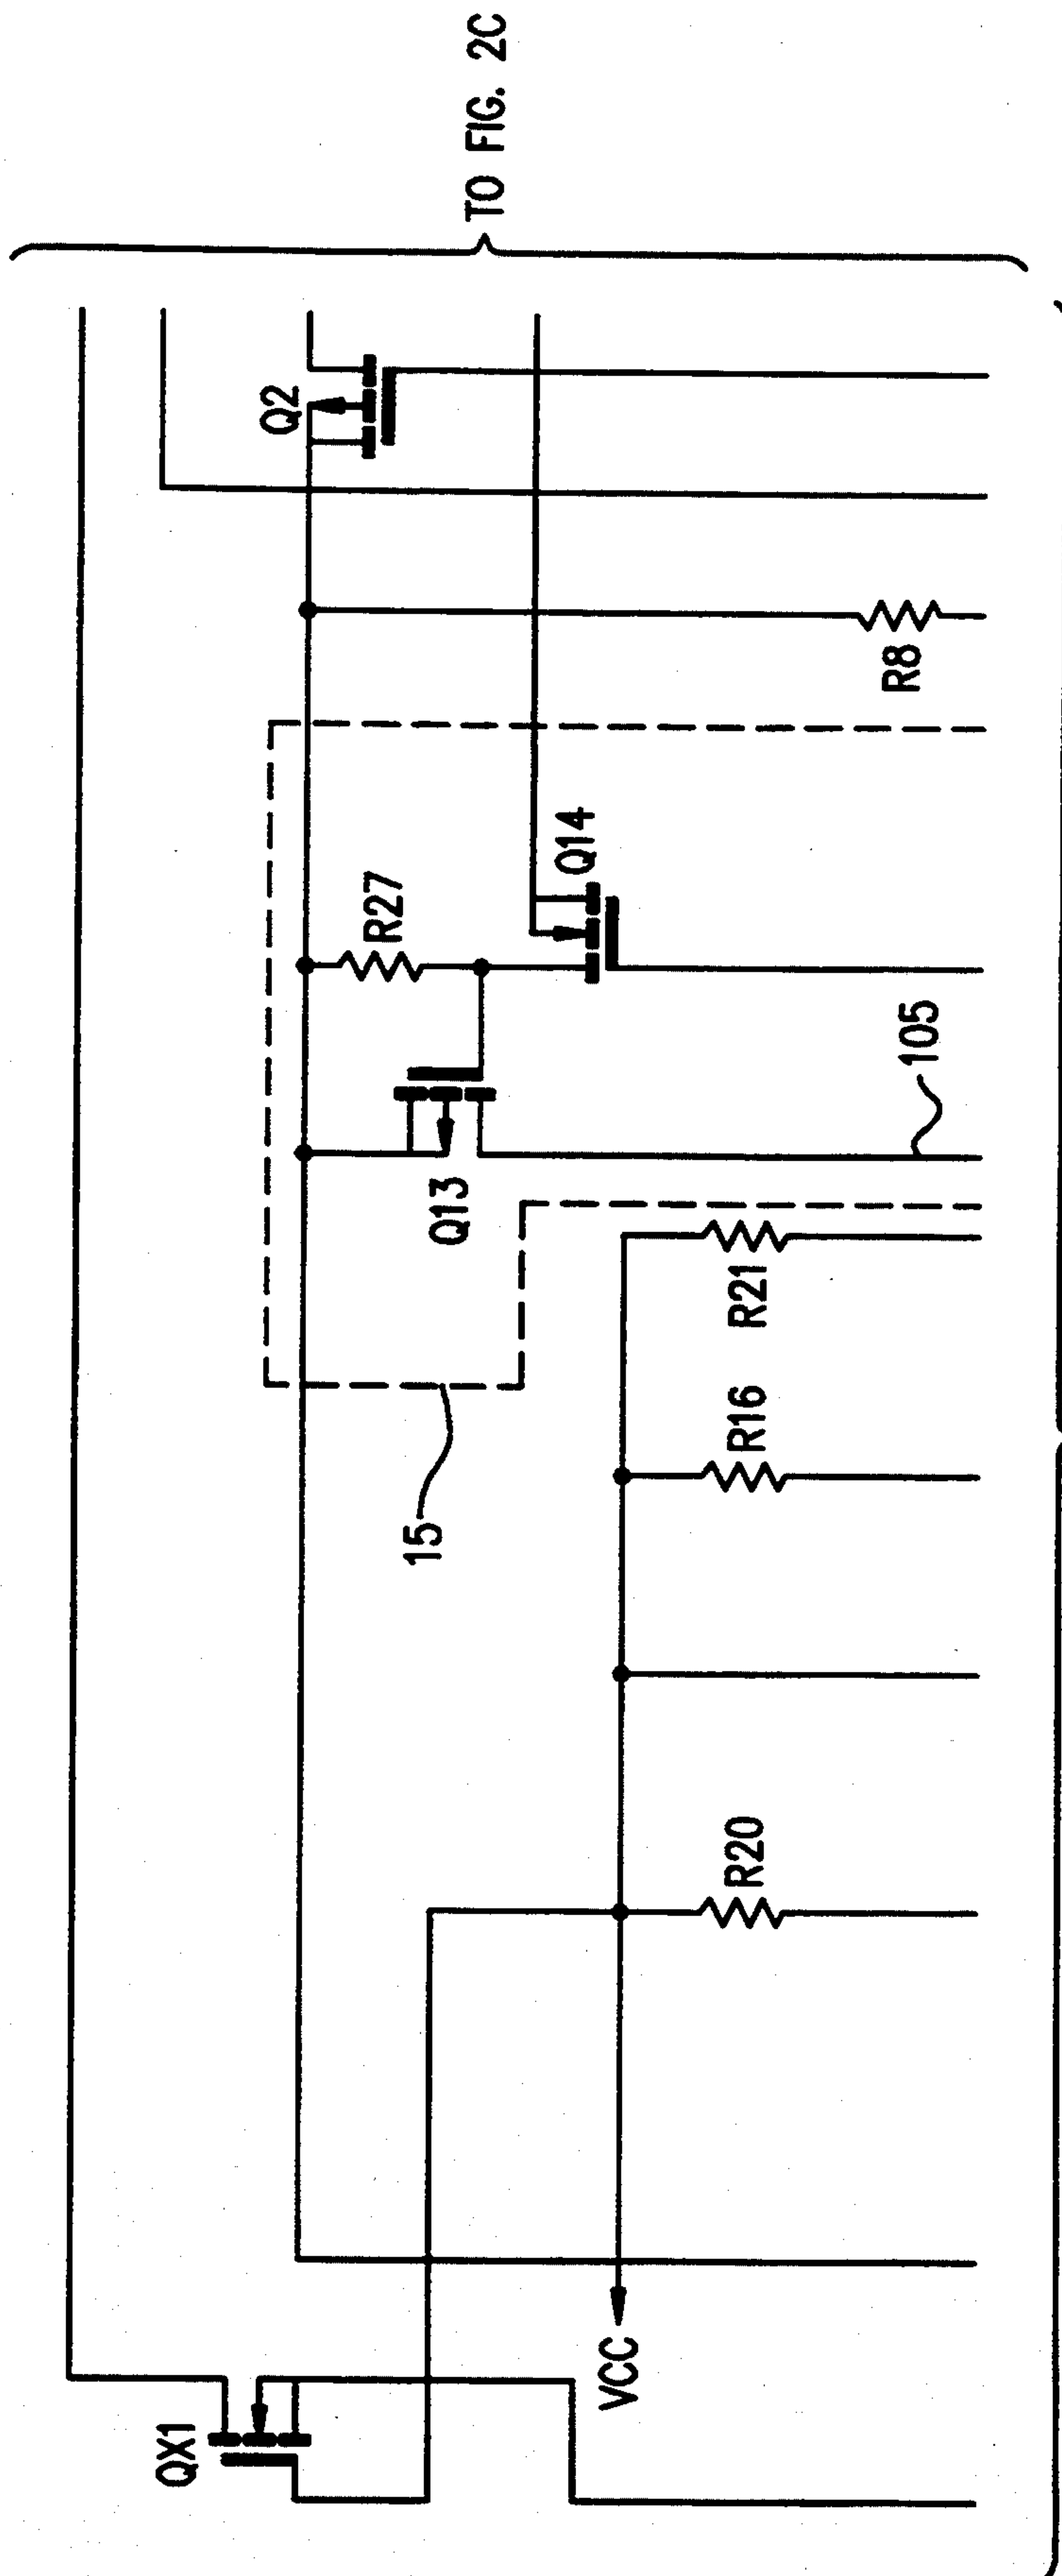 TO FIG. 2C
Q2
R8
R27
Q14
105
Q13
R21
15
R16
R20
VCC
QX1